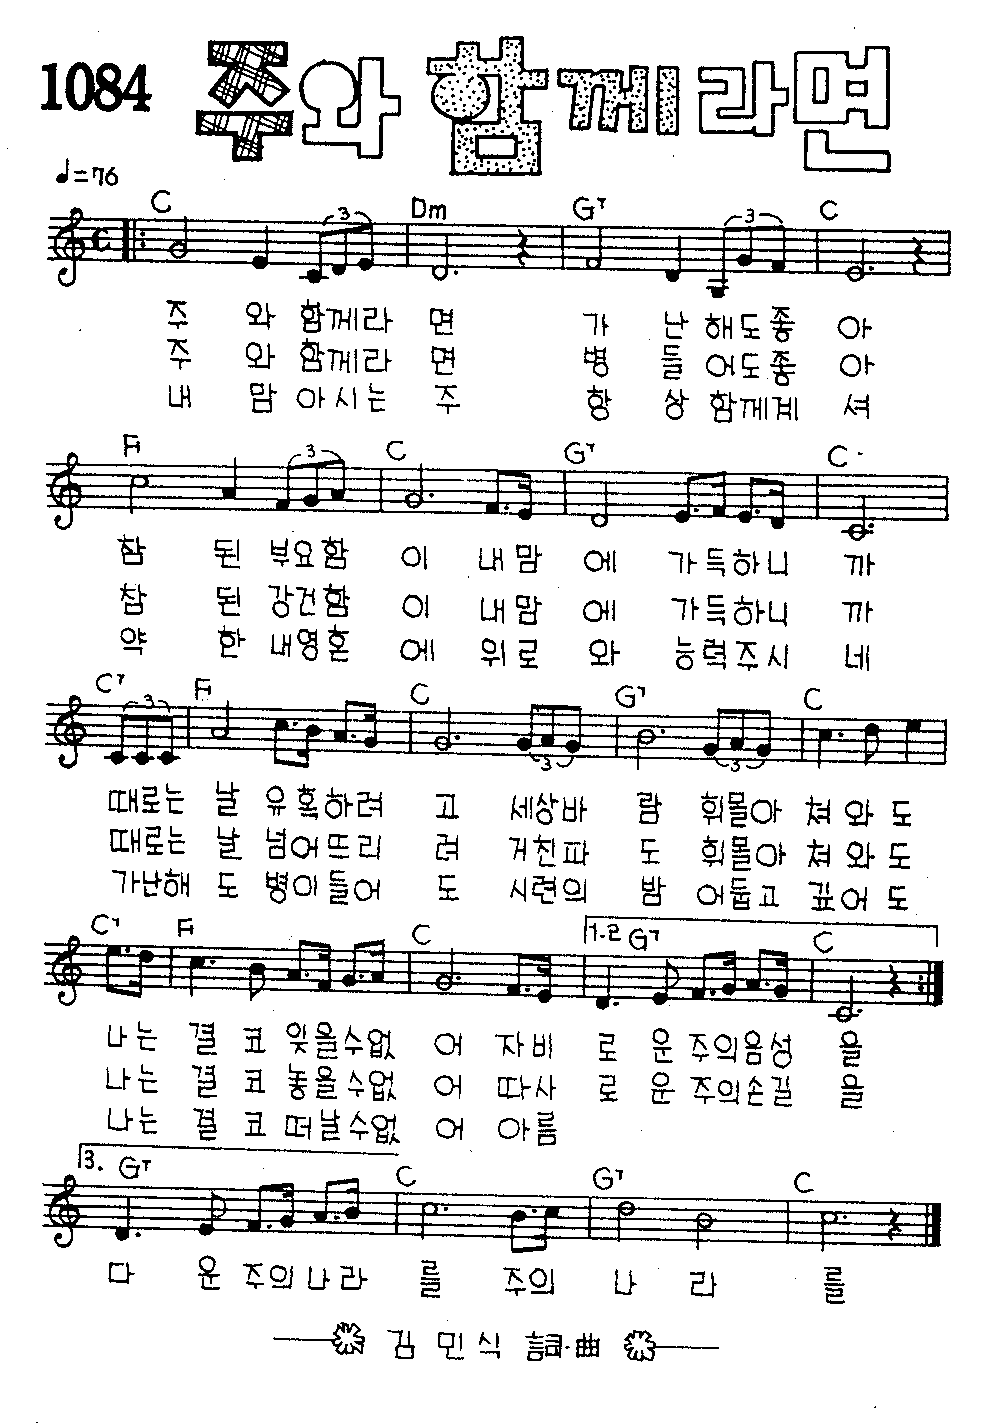 1084 주와 함께라면
♩=76
C Dm G7 C
3 3
주 와 함께라 면 가 난 해도좋 아
주 와 함께라 면 병 들 어도좋 아
내 맘 아시는 주 항 상 함께계 셔
F C G7 C
3
참 된 부요함 이 내맘 에 가득하니 까
참 된 강건함 이 내맘 에 가득하니 까
약 한 내영혼 에 위로 와 능력주시 네
C7 F C G7 C
3 3 3
때로는 날 유혹하려 고 세상바 람 휘몰아 쳐와도
때로는 날 넘어뜨리 려 거친파 도 휘몰아 쳐와도
가난해 도 병이들어 도 시련의 밤 어둡고 깊어도
C7 F C 1.2 G7 C
나는 결 코 잊을수없 어 자비 로 운 주의음성 을
나는 결 코 놓을수없 어 따사 로 운 주의손길 을
나는 결 코 떠날수없 어 아름
3. G7 C G7 C
다 운 주의나라 를 주의 나 라 를
김 민 식 詞·曲